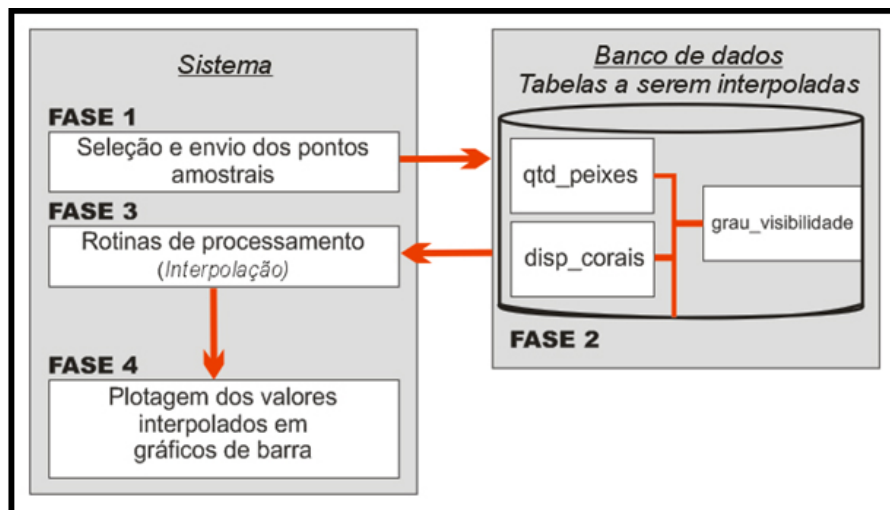 Sistema
FASE 1
Seleção e envio dos pontos
amostrais
FASE 3
Rotinas de processamento
(Interpolação)
FASE 4
Plotagem dos valores
interpolados em
gráficos de barra
Banco de dados
Tabelas a serem interpoladas
qtd_peixes
grau_visibilidade
disp_corais
FASE 2